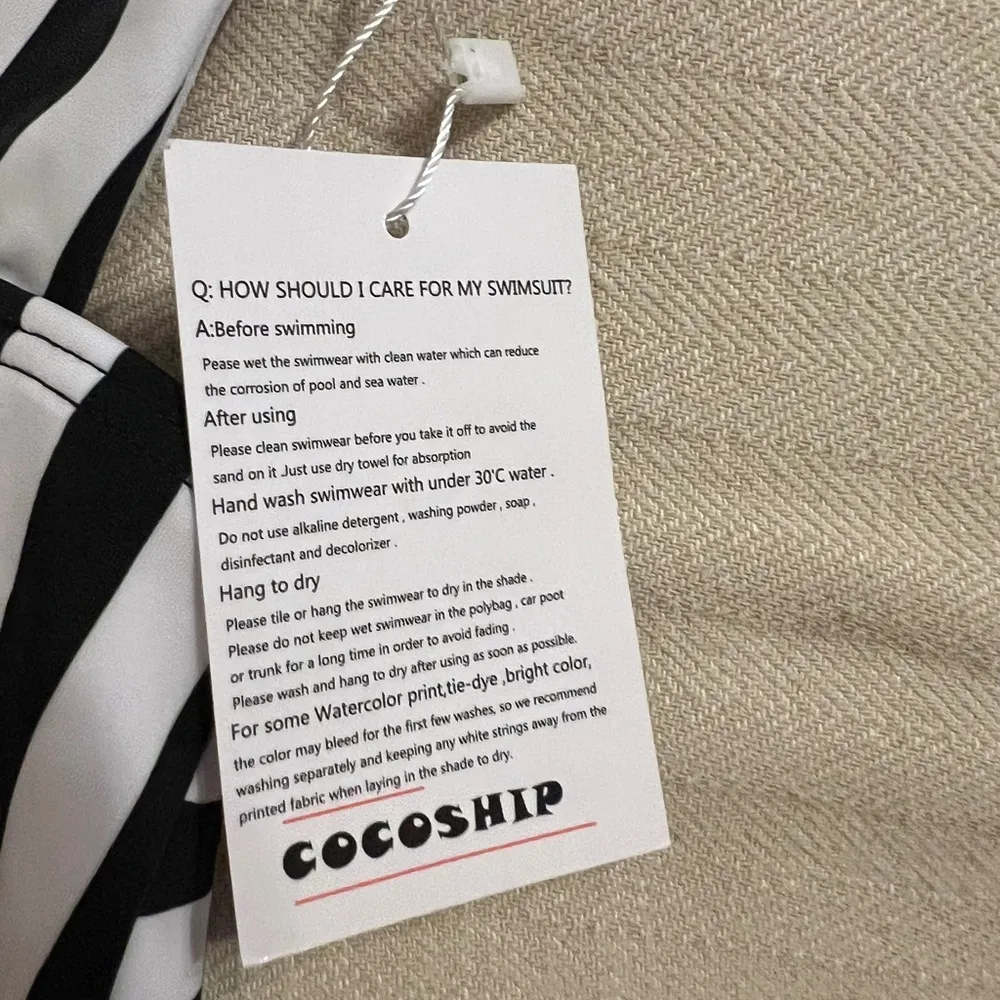 Q: HOW SHOULD I CARE FOR MY SWIMSUIT?
A:Before swimming
Pease wet the swimwear with clean water which can reduce
the corrosion of pool and sea water .
After using
Please clean swimwear before you take it off to avoid the
sand on it .Just use dry towel for absorption
Hand wash swimwear with under 30'C water .
Do not use alkaline detergent , washing powder , soap ,
disinfectant and decolorizer .
Hang to dry
Please tile or hang the swimwear to dry in the shade .
Please do not keep wet swimwear in the polybag , car poot
or trunk for a long time in order to avoid fading .
Please wash and hang to dry after using as soon as possible.
For some Watercolor print,tie-dye ,bright color,
the color may bleed for the first few washes, so we recommend
washing separately and keeping any white strings away from the
printed fabric when laying in the shade to dry.
COCOSHIP